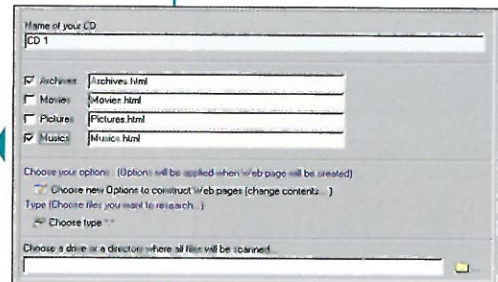 Name of your CD
CD 1
Archives Archives.html
Movies Movies.html
Pictures Pictures.html
Musics Musics.html
Choose your options : (Options will be applied when Web page will be created)
Choose new Options to construct Web pages (change contents...)
Type (Choose files you want to research...)
Choose type *.*
Choose a drive or a directory where all files will be scanned...